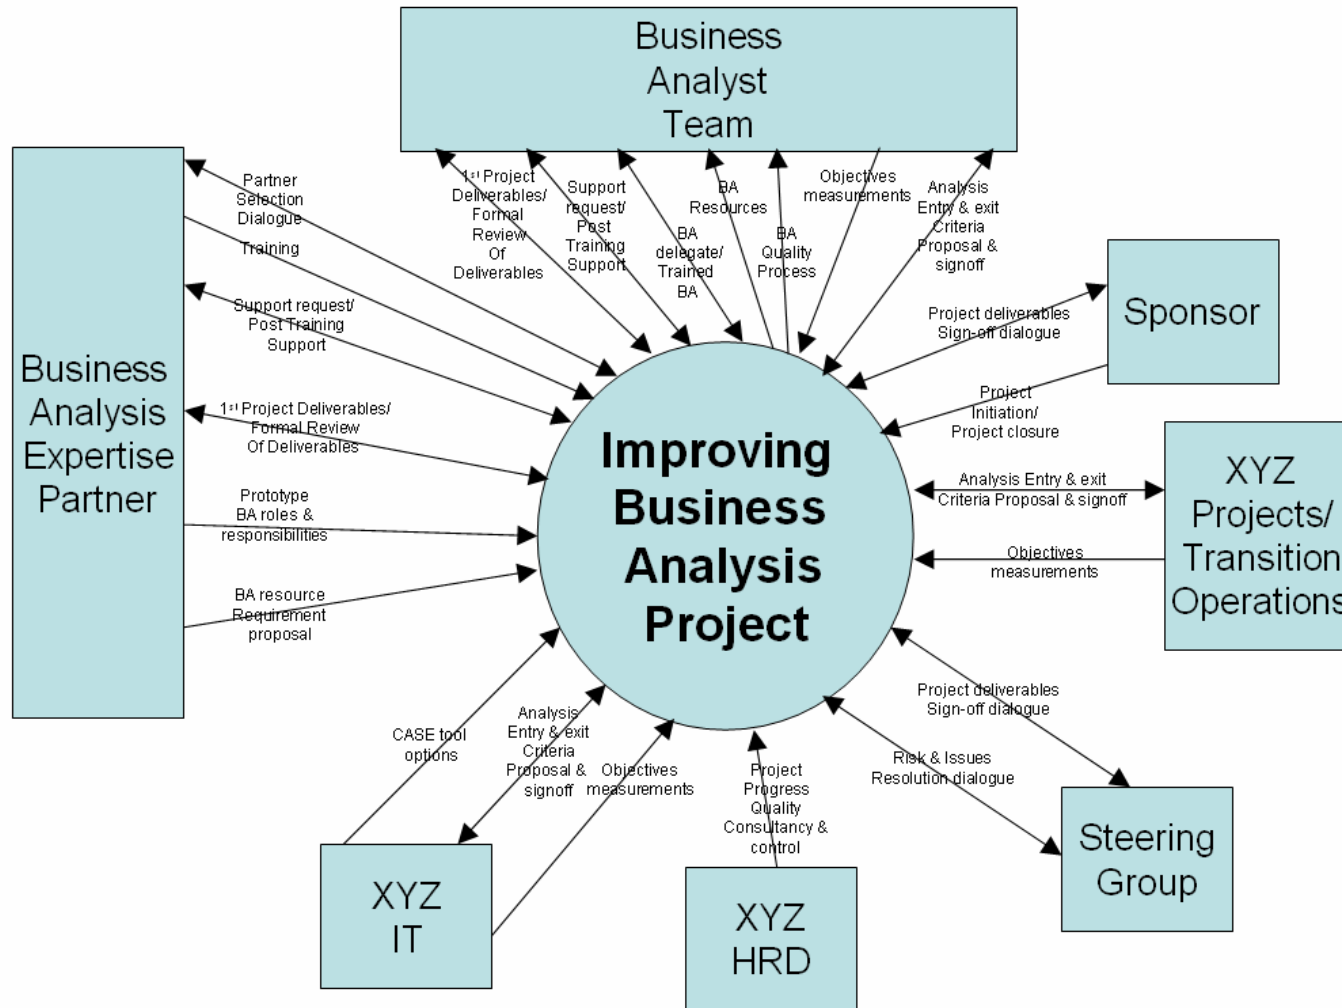 Business
Analyst
Team
Business
Analysis
Expertise
Partner
Partner
Selection
Dialogue
Training
Support request/
Post Training
Support
1st Project Deliverables/
Formal Review
Of Deliverables
Prototype
BA roles &
responsibilities
BA resource
Requirement
proposal
1st Project
Deliverables/
Formal
Review
Of
Deliverables
Support
request/
Post
Training
Support
BA
delegate/
Trained
BA
BA
Resources
BA
Quality
Process
Objectives
measurements
Analysis
Entry & exit
Criteria
Proposal &
signoff
Project deliverables
Sign-off dialogue
Sponsor
Project
Initiation/
Project closure
Improving
Business
Analysis
Project
Analysis Entry & exit
Criteria Proposal & signoff
Objectives
measurements
XYZ
Projects/
Transition
Operations
Project deliverables
Sign-off dialogue
Risk & Issues
Resolution dialogue
Steering
Group
CASE tool
options
Analysis
Entry & exit
Criteria
Proposal &
signoff
Objectives
measurements
Project
Progress
Quality
Consultancy &
control
XYZ
IT
XYZ
HRD